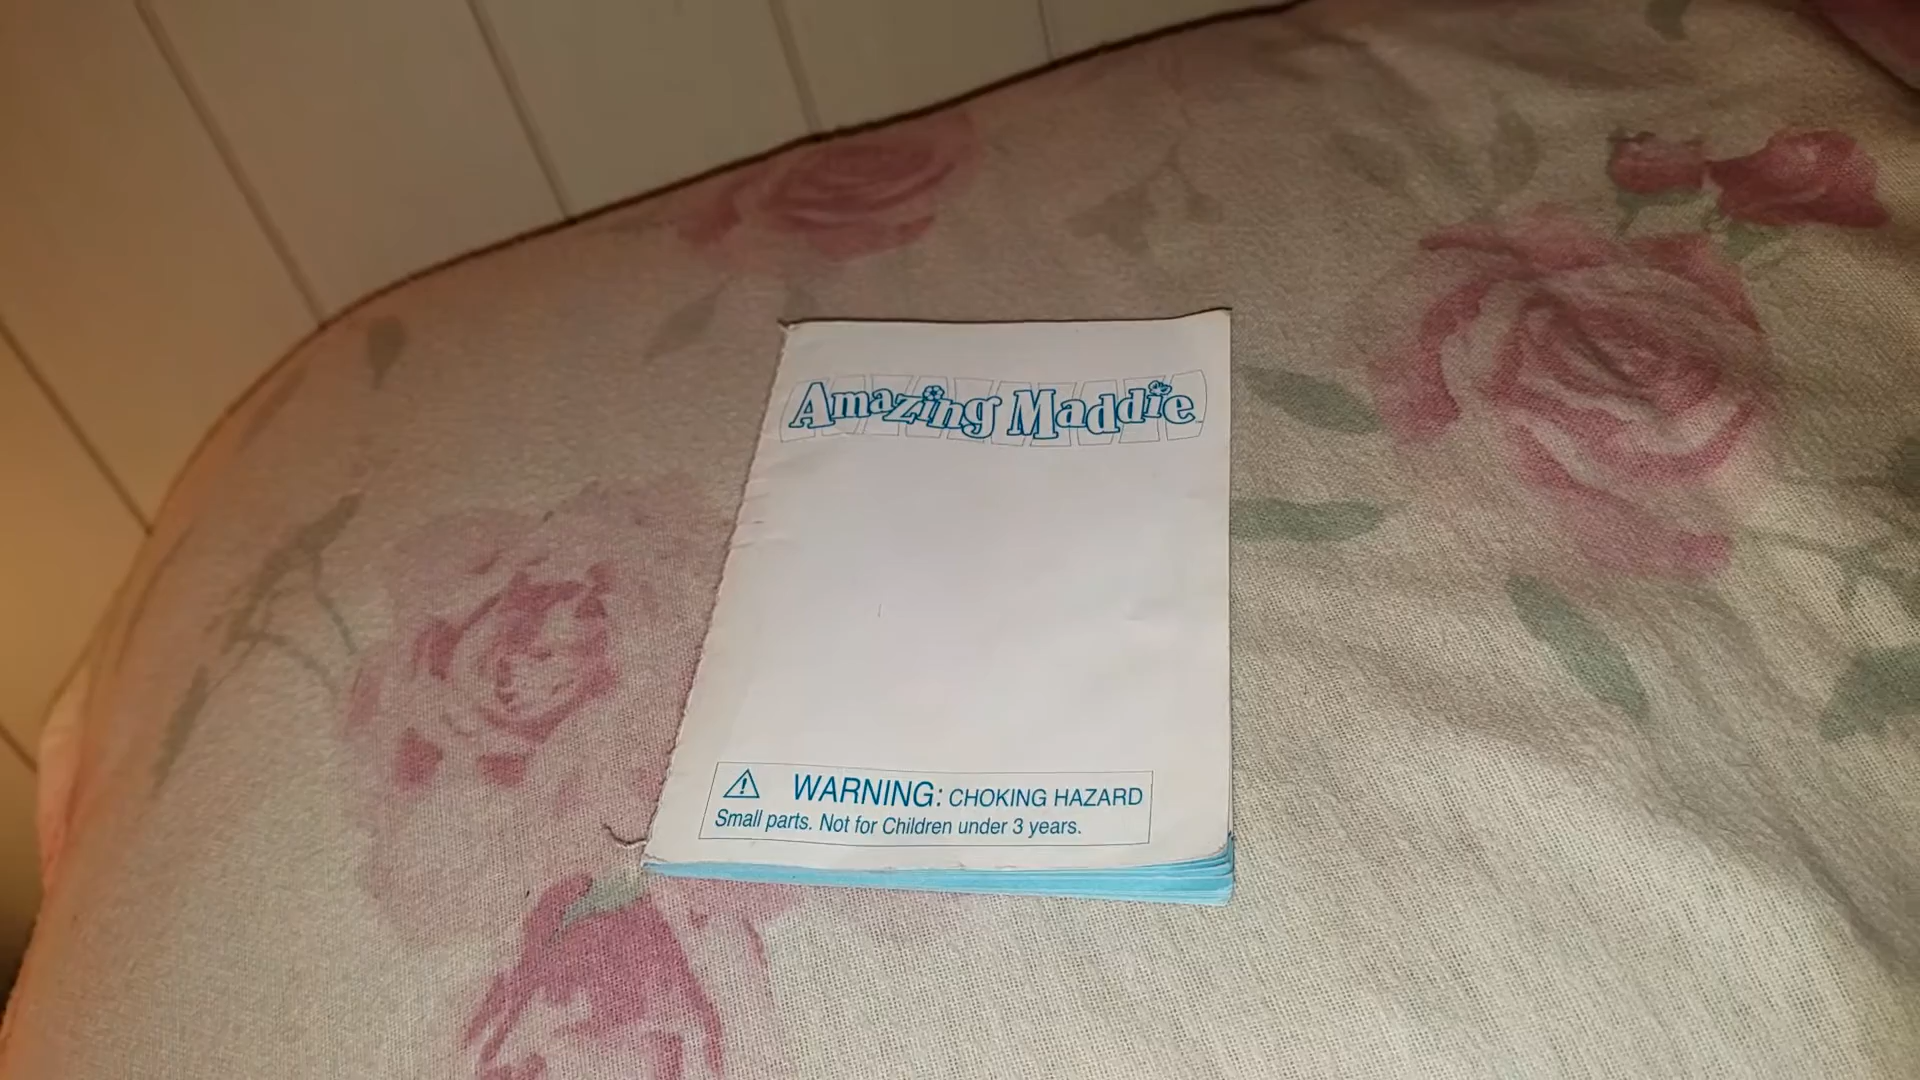 Amazing Maddie
WARNING: CHOKING HAZARD
Small parts. Not for Children under 3 years.